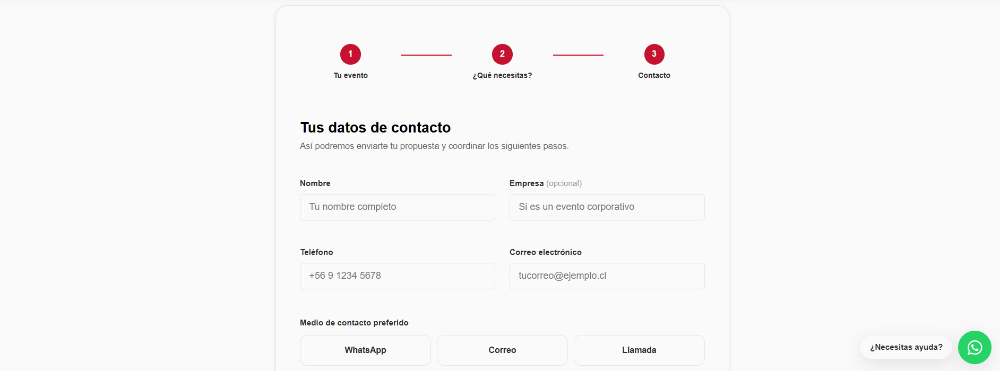 1
2
3
Tu evento
¿Qué necesitas?
Contacto
Tus datos de contacto
Así podremos enviarte tu propuesta y coordinar los siguientes pasos.
Nombre
Empresa (opcional)
Tu nombre completo
Si es un evento corporativo
Teléfono
Correo electrónico
+56 9 1234 5678
tucorreo@ejemplo.cl
Medio de contacto preferido
WhatsApp
Correo
Llamada
¿Necesitas ayuda?